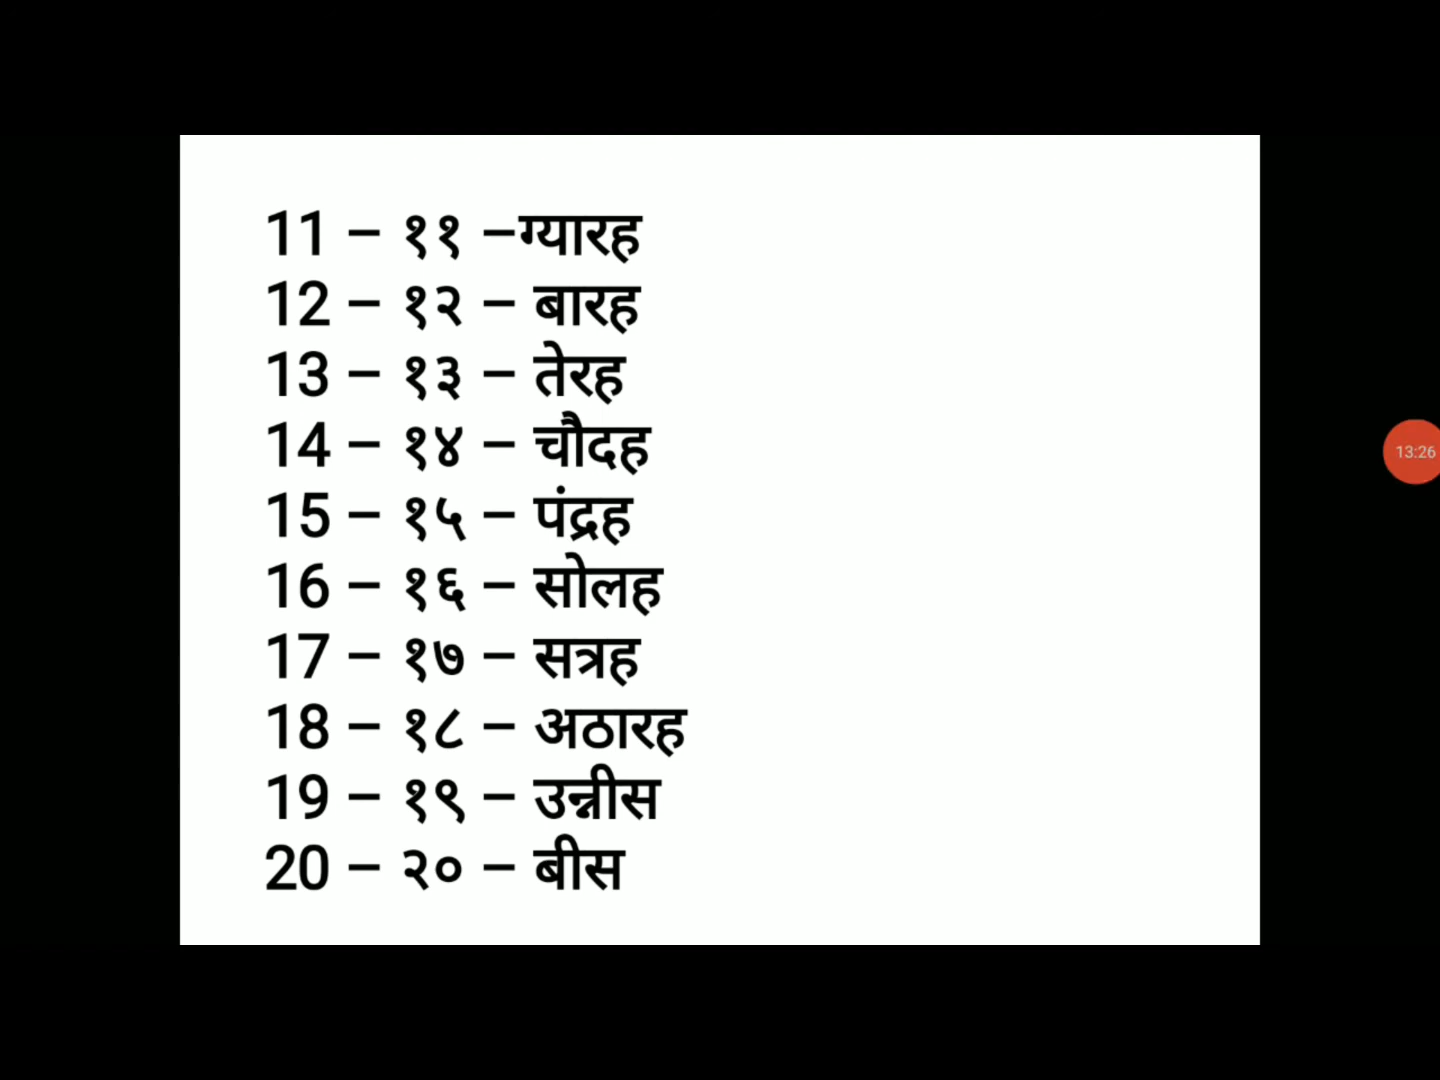 11 – ११ –ग्यारह
12 – १२ – बारह
13 – १३ – तेरह
14 – १४ – चौदह
15 – १५ – पंद्रह
16 – १६ – सोलह
17 – १७ – सत्रह
18 – १८ – अठारह
19 – १९ – उन्नीस
20 – २० – बीस
13:26